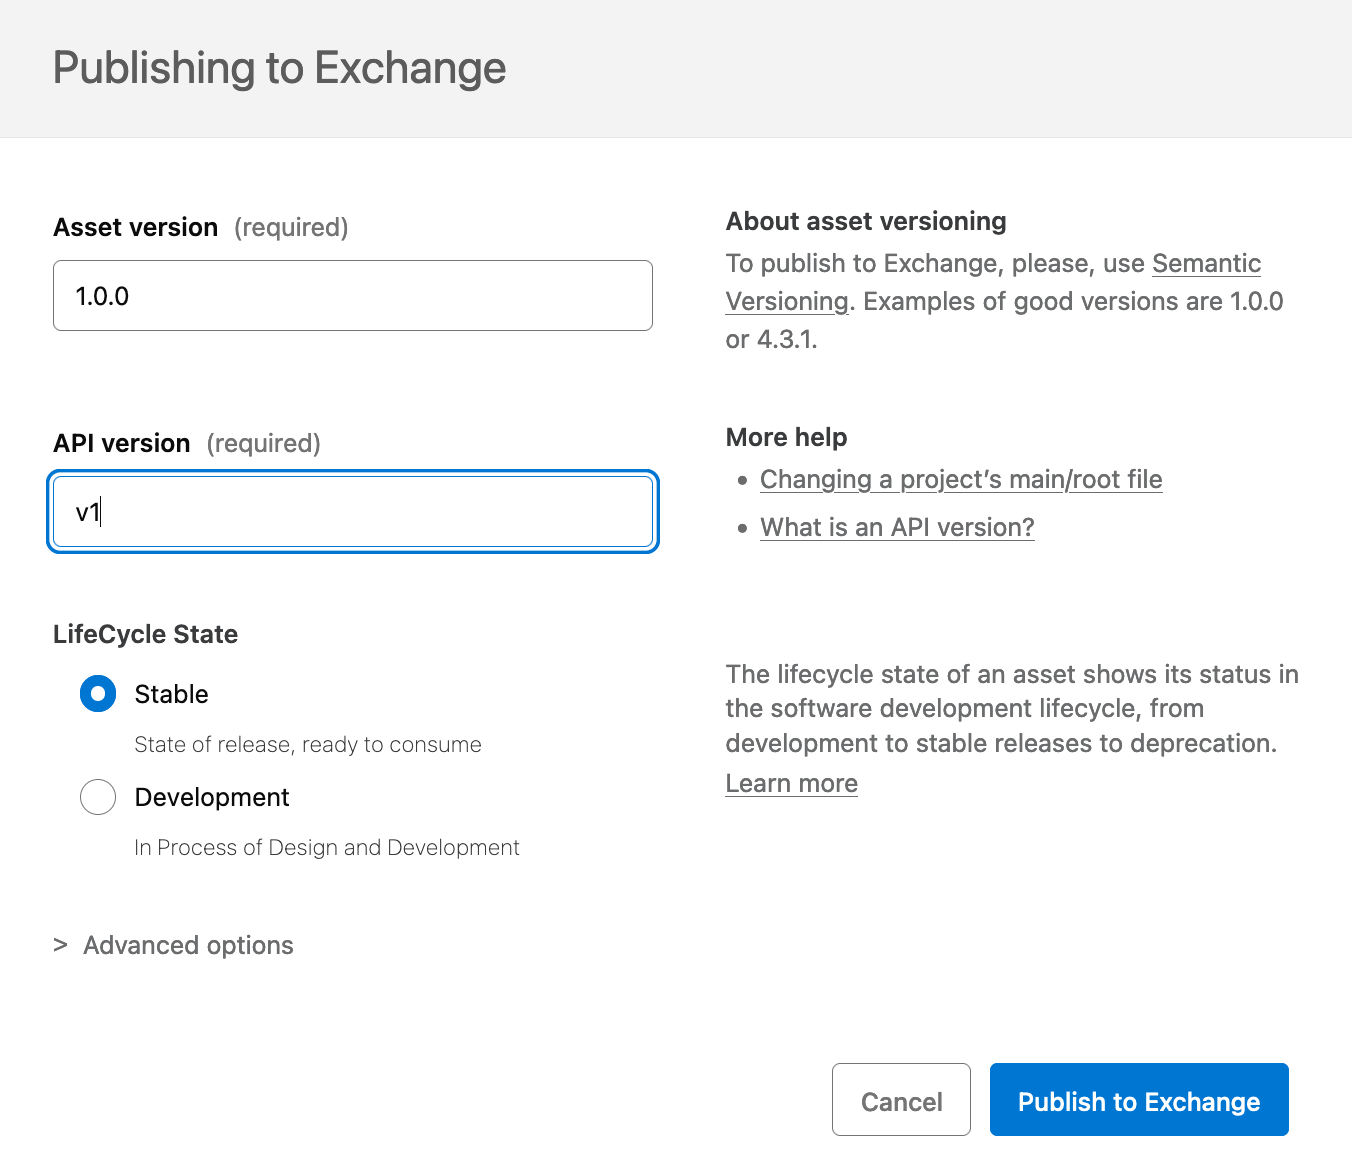 Publishing to Exchange
Asset version (required)
1.0.0
About asset versioning
To publish to Exchange, please, use Semantic
Versioning. Examples of good versions are 1.0.0
or 4.3.1.
API version (required)
v1
More help
• Changing a project's main/root file
• What is an API version?
LifeCycle State
Stable
State of release, ready to consume
Development
In Process of Design and Development
The lifecycle state of an asset shows its status in
the software development lifecycle, from
development to stable releases to deprecation.
Learn more
> Advanced options
Cancel
Publish to Exchange